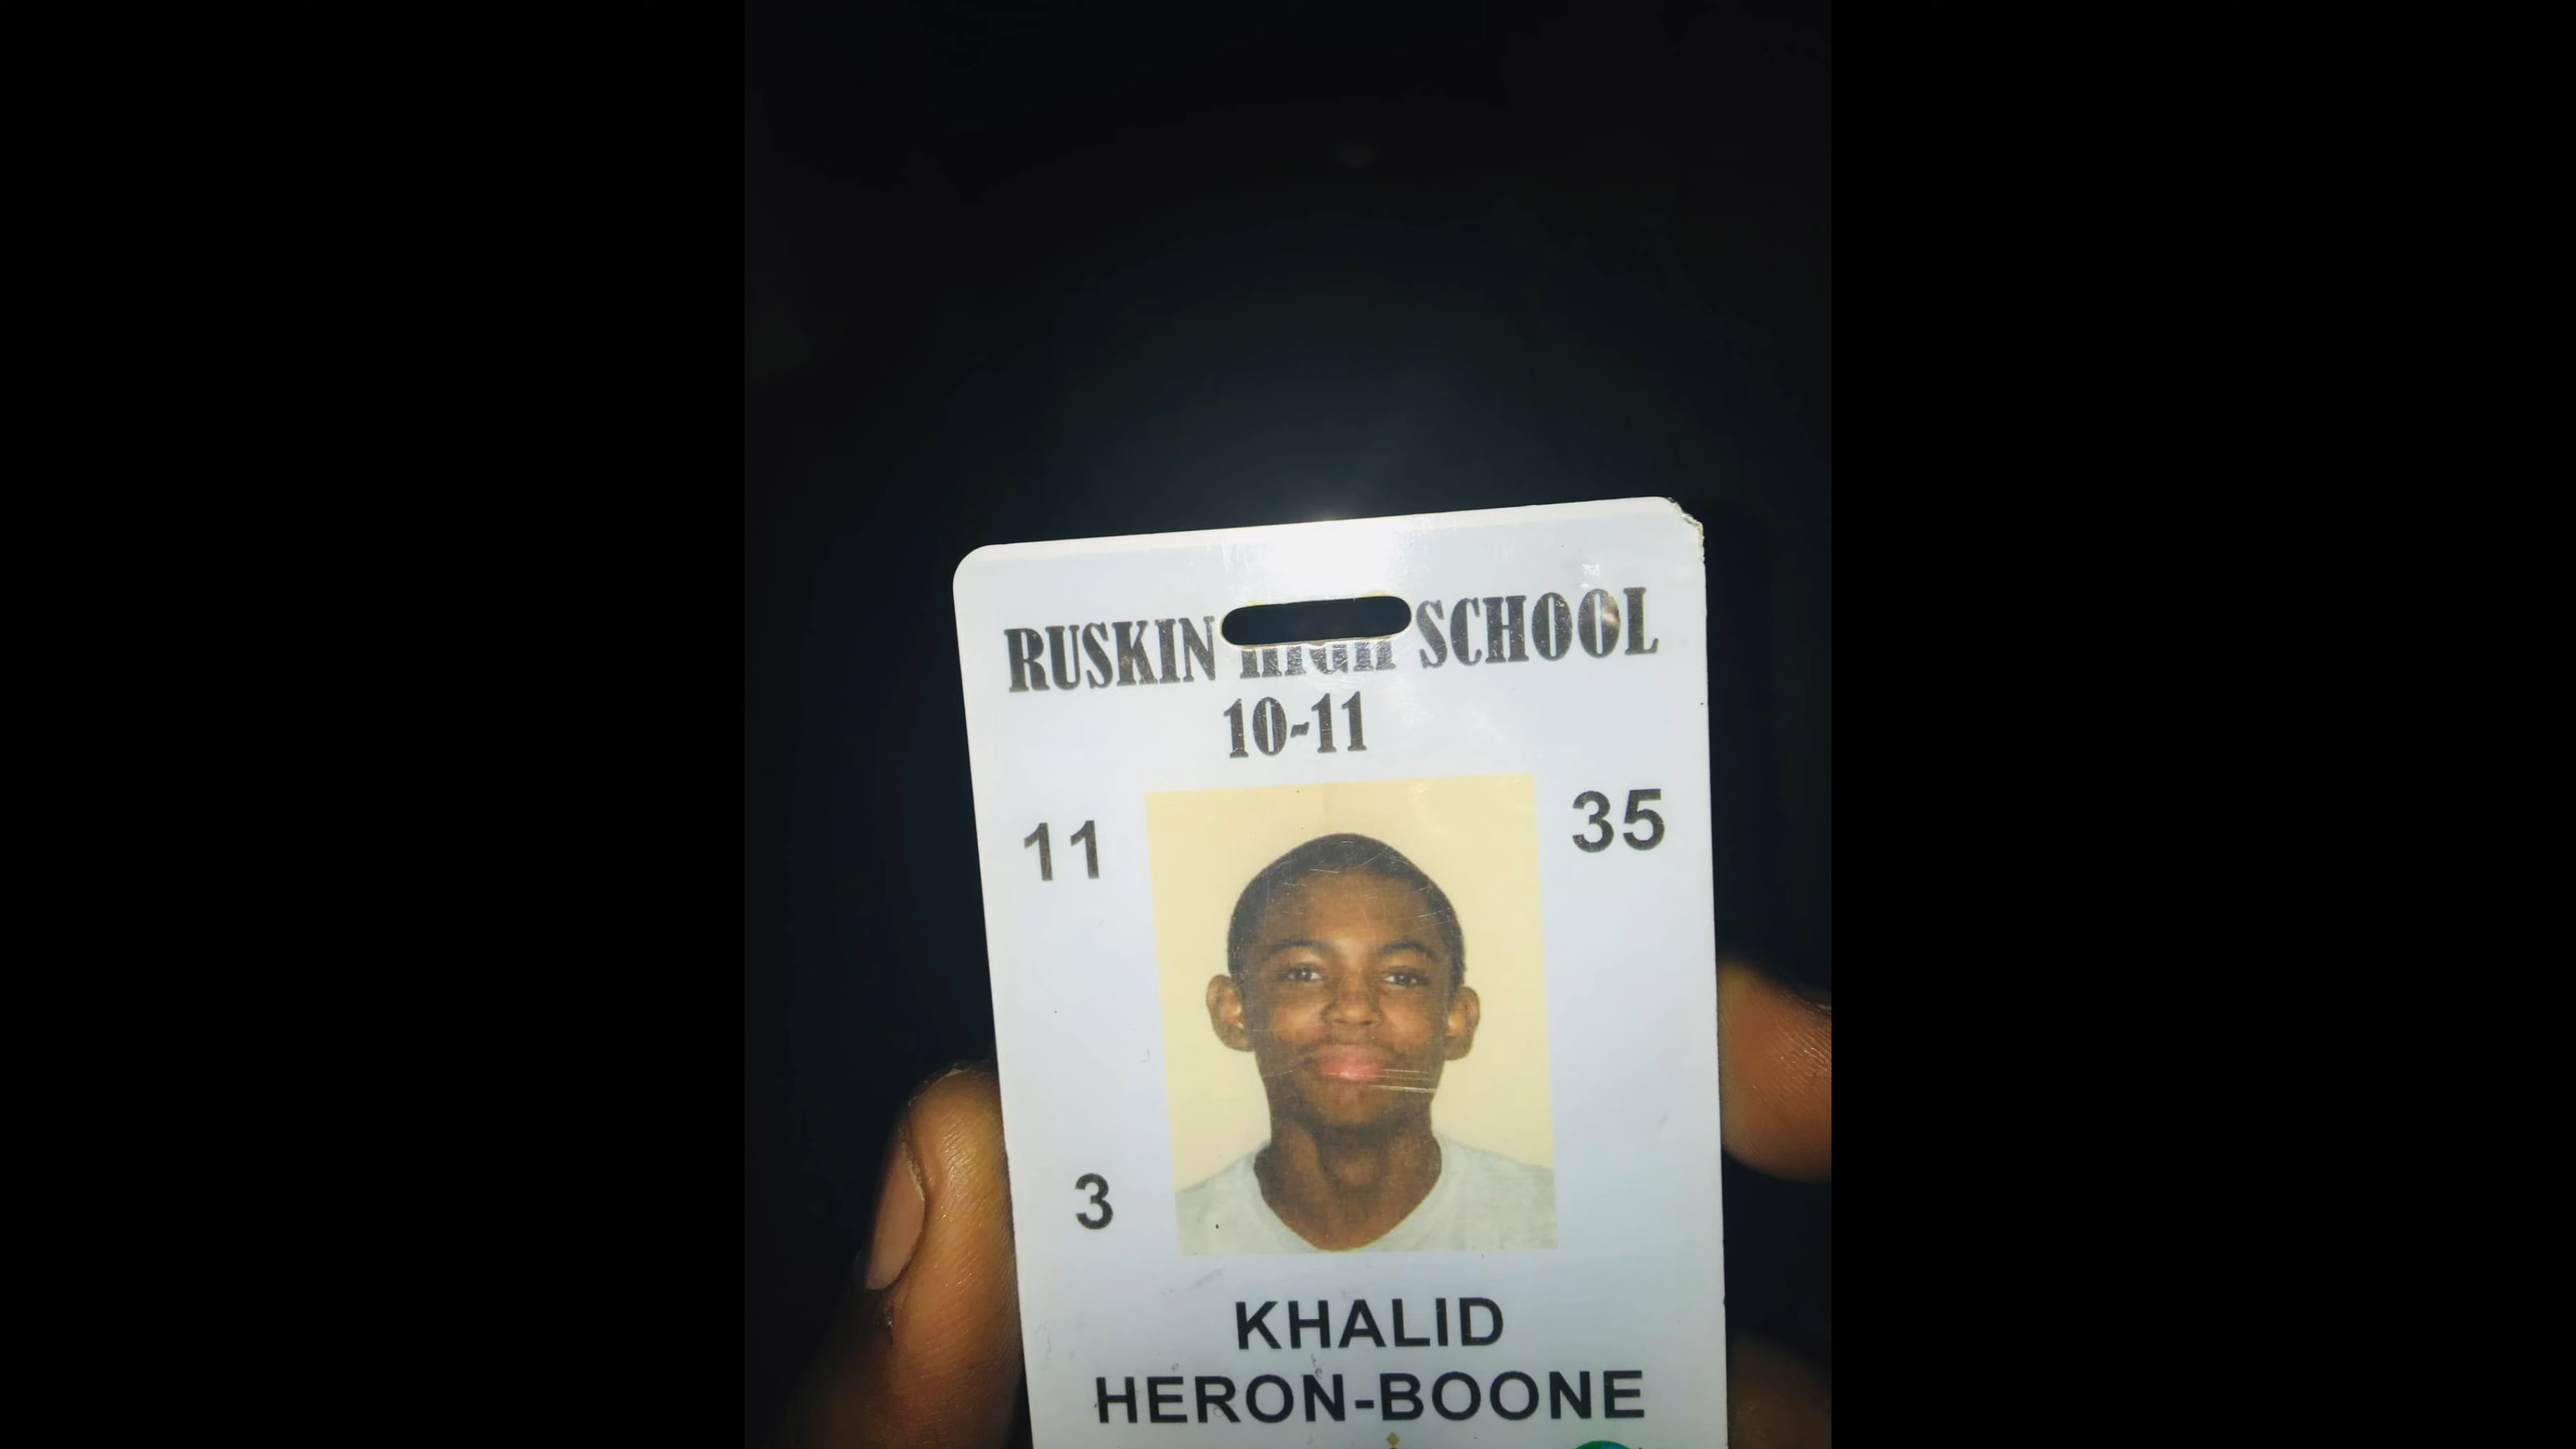 RUSKIN HIGH SCHOOL
10-11
11
35
3
KHALID
HERON-BOONE